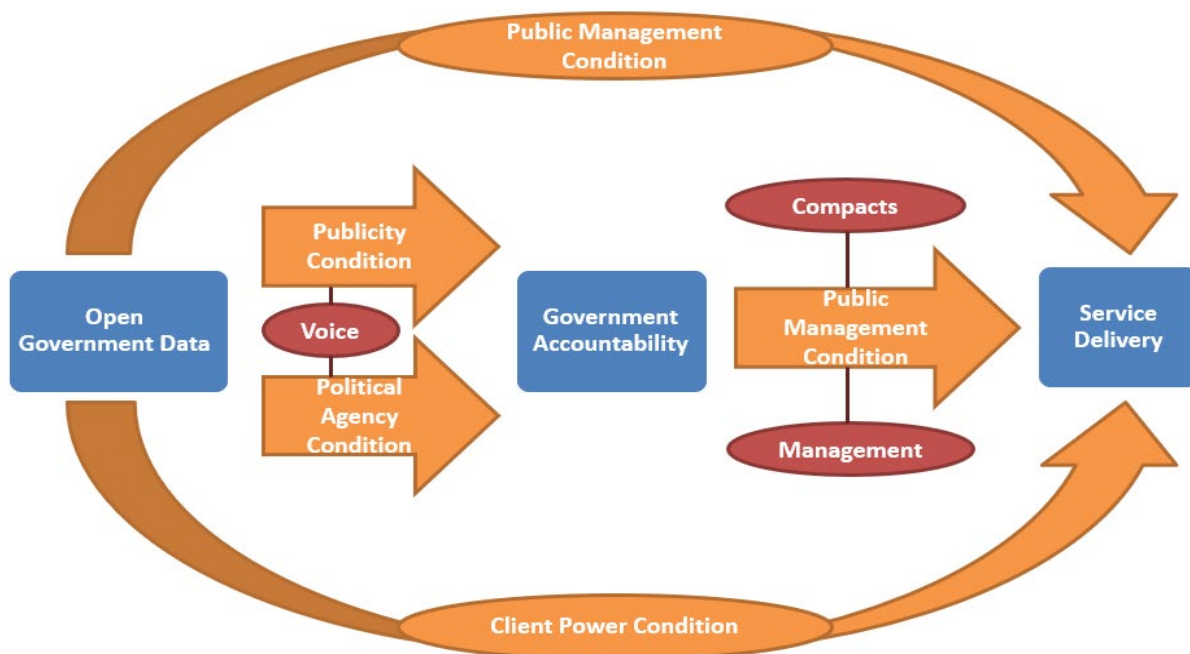 Public Management
Condition
Publicity
Condition
Compacts
Open
Government Data
Voice
Government
Accountability
Public
Management
Condition
Service
Delivery
Political
Agency
Condition
Management
Client Power Condition